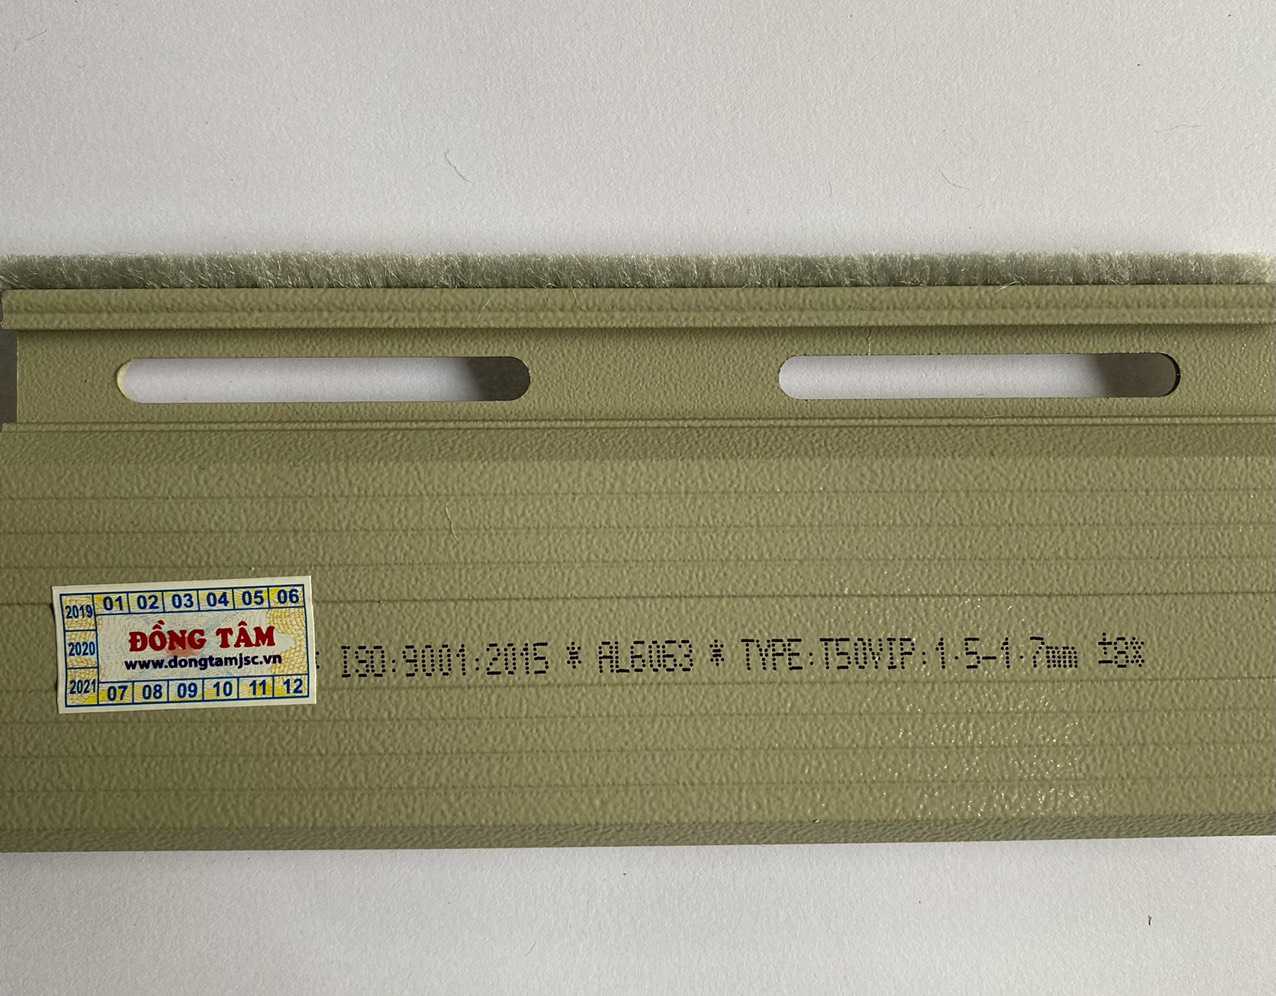 2019 01 02 03 04 05 06
2020 ĐỒNG TÂM
www.dongtamjsc.vn
2021 07 08 09 10 11 12
ISO:9001:2015 * AL6063 * TYPE:T50VIP:1.5-1.7mm ±8%